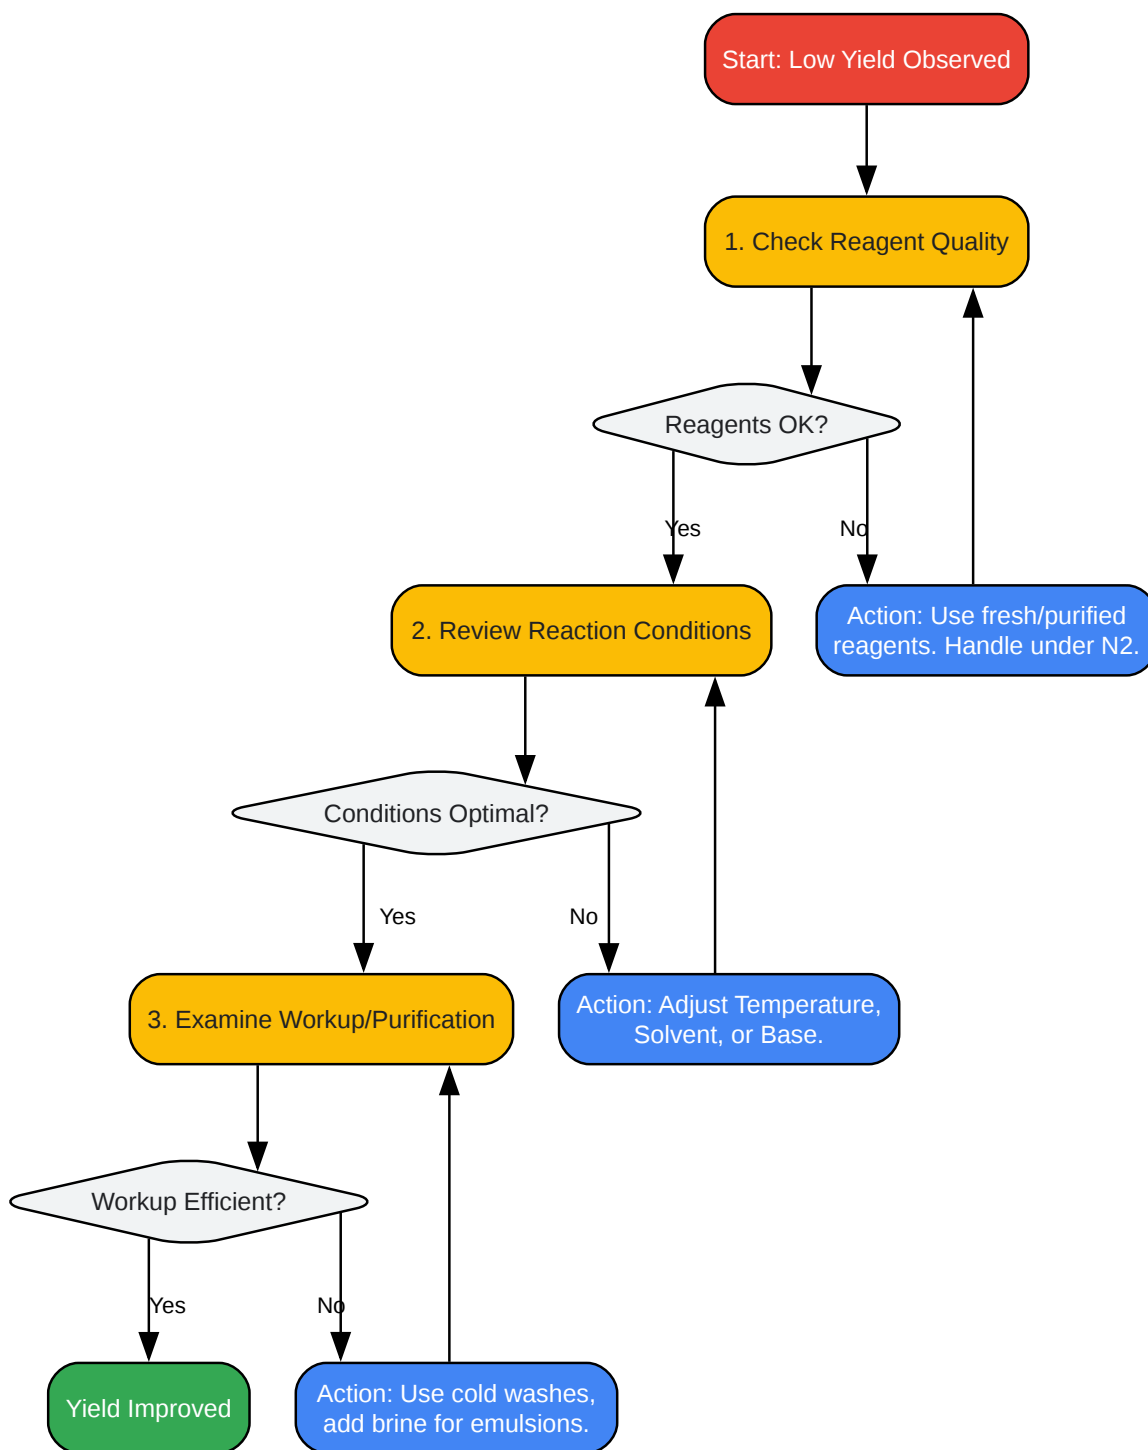 Start: Low Yield Observed
1. Check Reagent Quality
Reagents OK?
Yes
No
2. Review Reaction Conditions
Action: Use fresh/purified
reagents. Handle under N2.
Conditions Optimal?
Yes
No
3. Examine Workup/Purification
Action: Adjust Temperature,
Solvent, or Base.
Workup Efficient?
Yes
No
Yield Improved
Action: Use cold washes,
add brine for emulsions.